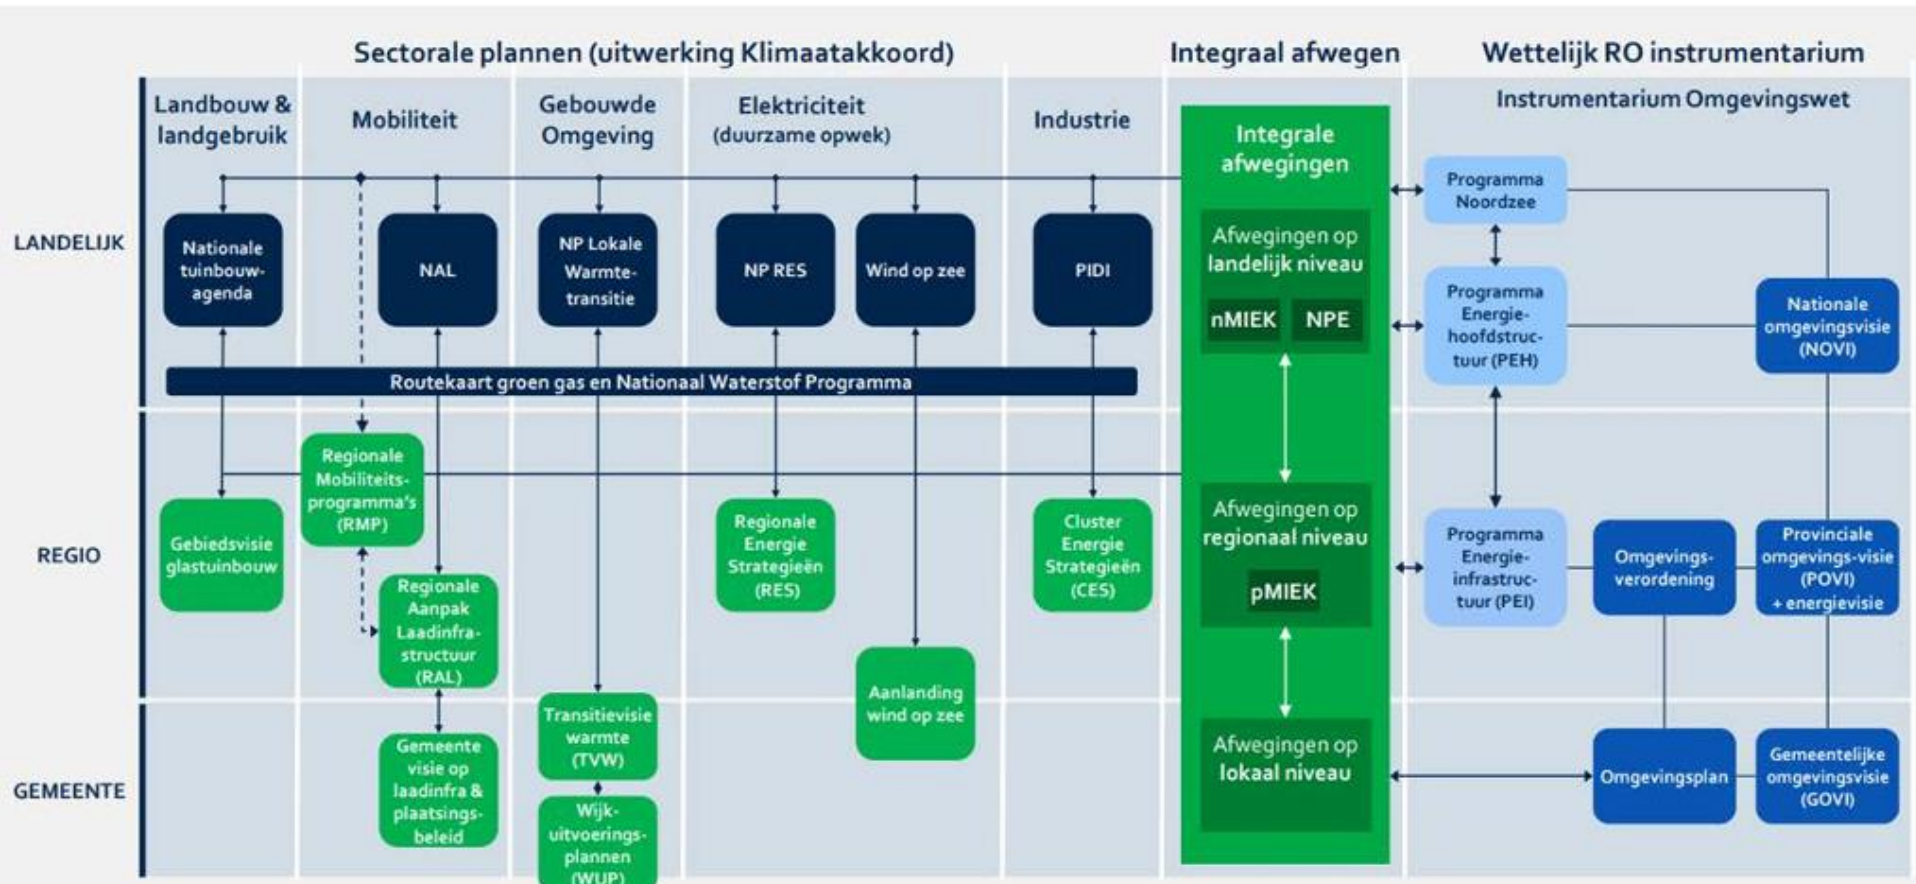 Sectorale plannen (uitwerking Klimaatakkoord)
Integraal afwegen
Wettelijk RO instrumentarium
Landbouw &
landgebruik
Mobiliteit
Gebouwde
Omgeving
Elektriciteit
(duurzame opwek)
Industrie
Integrale
afwegingen
Instrumentarium Omgevingswet
LANDELIJK
Nationale
tuinbouw-
agenda
NAL
NP Lokale
Warmte-
transitie
NP RES
Wind op zee
PIDI
Afwegingen op
landelijk niveau
nMIEK
NPE
Programma
Noordzee
Programma
Energie-
hoofdstruc-
tuur (PEH)
Nationale
omgevingsvisie
(NOVI)
Routekaart groen gas en Nationaal Waterstof Programma
REGIO
Gebiedsvisie
glastuinbouw
Regionale
Mobiliteits-
programma's
(RMP)
Regionale
Aanpak
Laadinfra-
structuur
(RAL)
Regionale
Energie
Strategieën
(RES)
Cluster
Energie
Strategieën
(CES)
Afwegingen op
regionaal niveau
pMIEK
Programma
Energie-
infrastruc-
tuur (PEI)
Omgevings-
verordening
Provinciale
omgevings-visie
(POVI)
+ energievisie
Aanlanding
wind op zee
GEMEENTE
Gemeente
visie op
laadinfra &
plaatsings-
beleid
Transitievisie
warmte
(TVW)
Wijk-
uitvoerings-
plannen
(WUP)
Afwegingen op
lokaal niveau
Omgevingsplan
Gemeentelijke
omgevingsvisie
(GOVI)